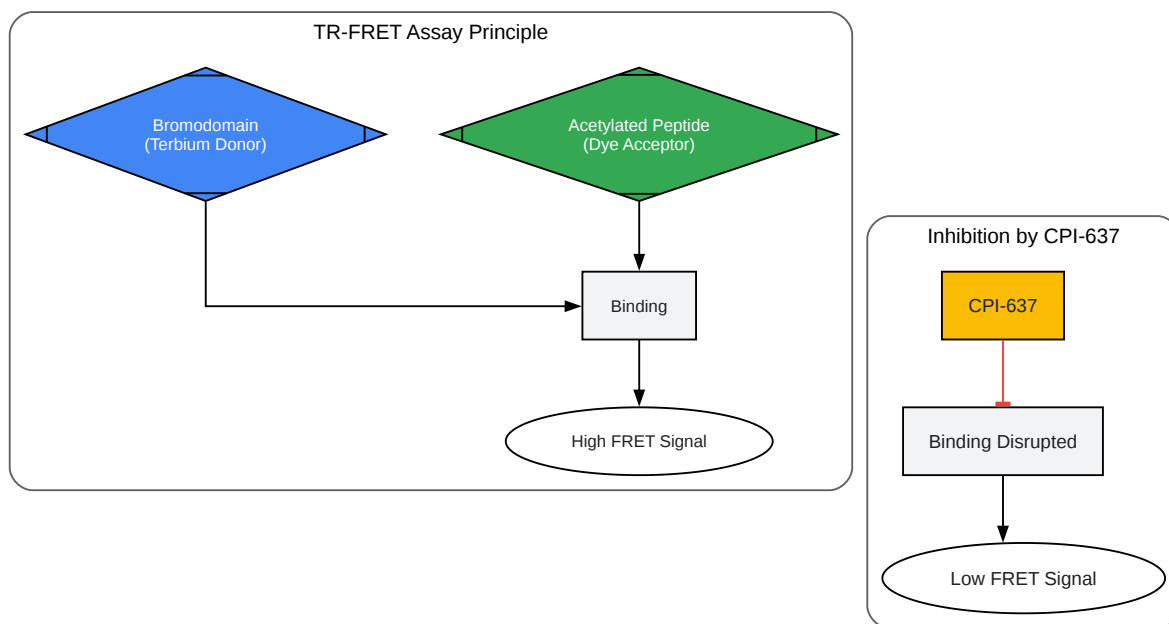 TR-FRET Assay Principle
Bromodomain
(Terbium Donor)
Acetylated Peptide
(Dye Acceptor)
Binding
High FRET Signal
Inhibition by CPI-637
CPI-637
Binding Disrupted
Low FRET Signal